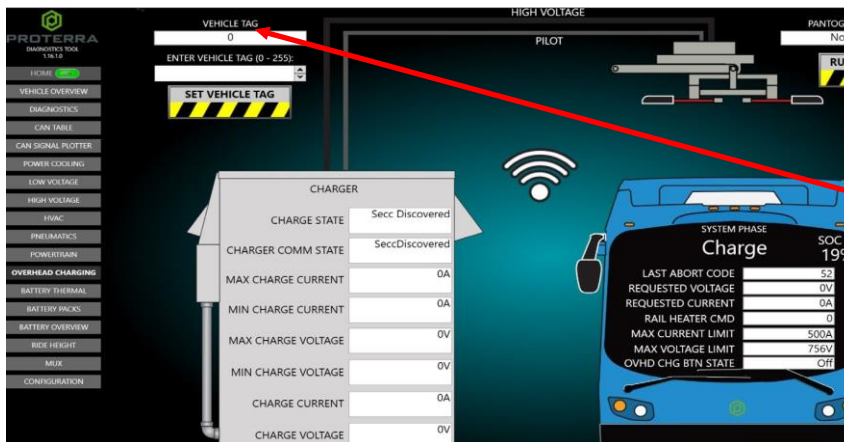 PROTERRA
DIAGNOSTICS TOOL
1.16.1.0
HOME
VEHICLE OVERVIEW
DIAGNOSTICS
CAN TABLE
CAN SIGNAL PLOTTER
POWER COOLING
LOW VOLTAGE
HIGH VOLTAGE
HVAC
PNEUMATICS
POWERTRAIN
OVERHEAD CHARGING
BATTERY THERMAL
BATTERY PACKS
BATTERY OVERVIEW
RIDE HEIGHT
MUX
CONFIGURATION
VEHICLE TAG
0
ENTER VEHICLE TAG (0 - 255):
SET VEHICLE TAG
HIGH VOLTAGE
PILOT
PANTOG
No
RU
CHARGER
CHARGE STATE Secc Discovered
CHARGER COMM STATE SeccDiscovered
MAX CHARGE CURRENT 0A
MIN CHARGE CURRENT 0A
MAX CHARGE VOLTAGE 0V
MIN CHARGE VOLTAGE 0V
CHARGE CURRENT 0A
CHARGE VOLTAGE 0V
SYSTEM PHASE
Charge
SOC
19%
LAST ABORT CODE 52
REQUESTED VOLTAGE 0V
REQUESTED CURRENT 0A
RAIL HEATER CMD 0
MAX CURRENT LIMIT 500A
MAX VOLTAGE LIMIT 756V
OVHD CHG BTN STATE Off